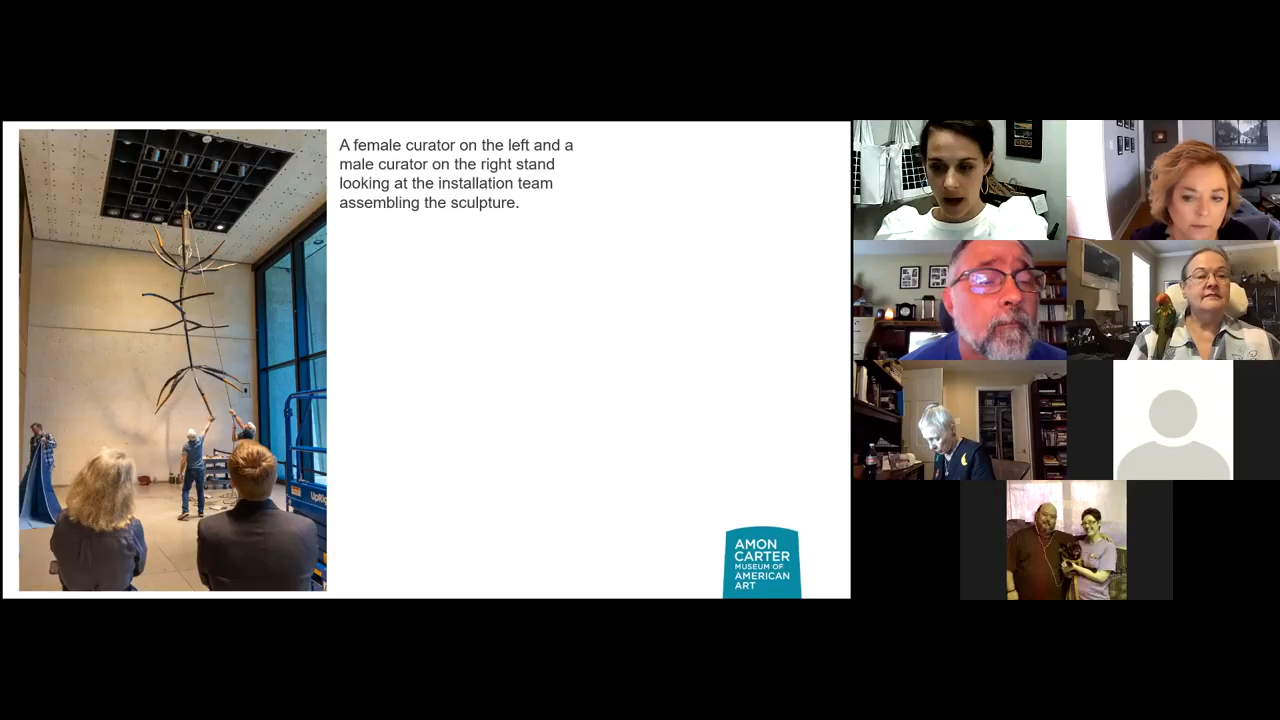 A female curator on the left and a
male curator on the right stand
looking at the installation team
assembling the sculpture.
AMON
CARTER
MUSEUM OF
AMERICAN
ART